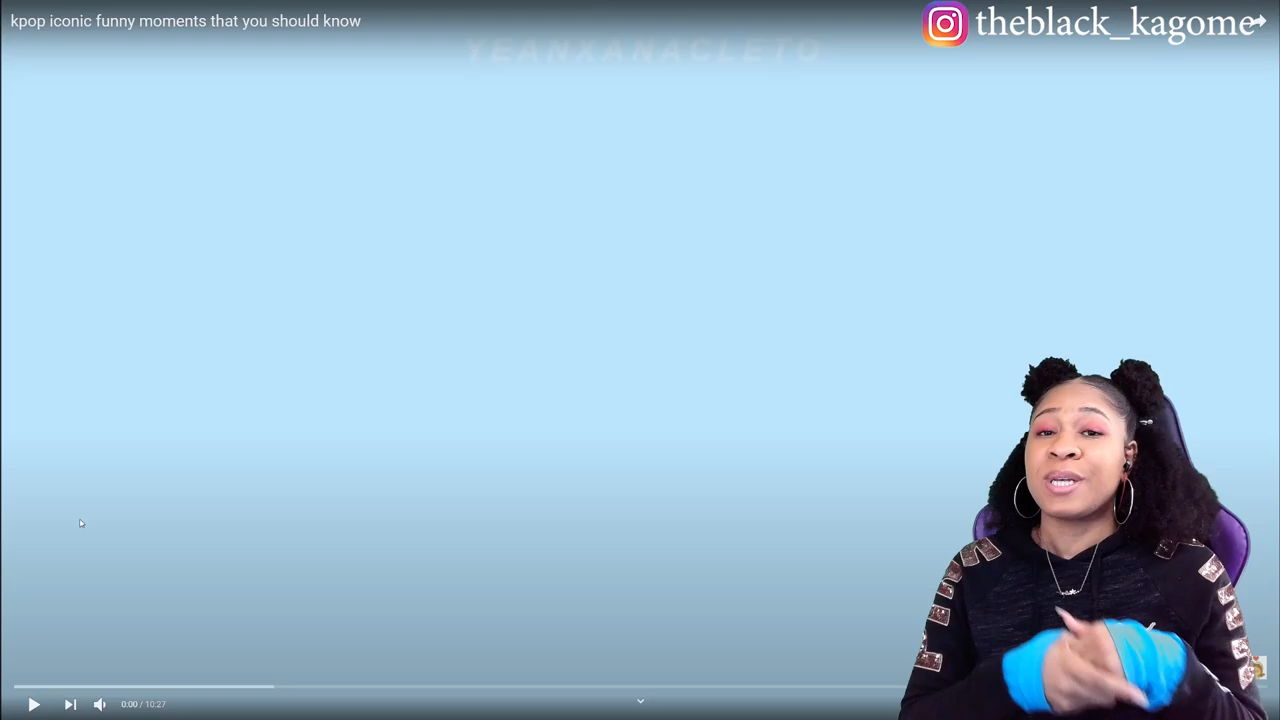 kpop iconic funny moments that you should know
theblack_kagome
YEANXANACLETO
0:00 / 10:27